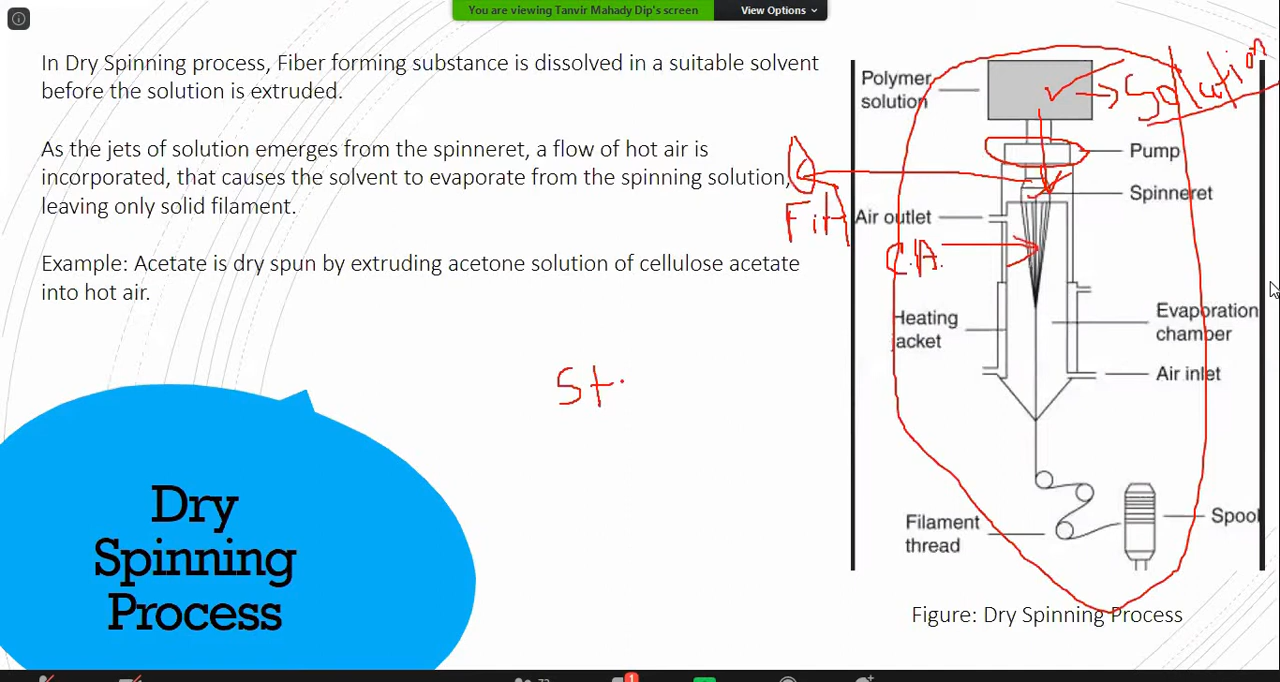 You are viewing Tanvir Mahady Dip's screen
View Options
In Dry Spinning process, Fiber forming substance is dissolved in a suitable solvent
before the solution is extruded.
As the jets of solution emerges from the spinneret, a flow of hot air is
incorporated, that causes the solvent to evaporate from the spinning solution,
leaving only solid filament.
Example: Acetate is dry spun by extruding acetone solution of cellulose acetate
into hot air.
St.
Dry
Spinning
Process
Polymer
solution
Solution
Pump
Spinneret
Air outlet
C.A.
Heating
jacket
Evaporation
chamber
Air inlet
Filament
thread
Spool
Figure: Dry Spinning Process
1